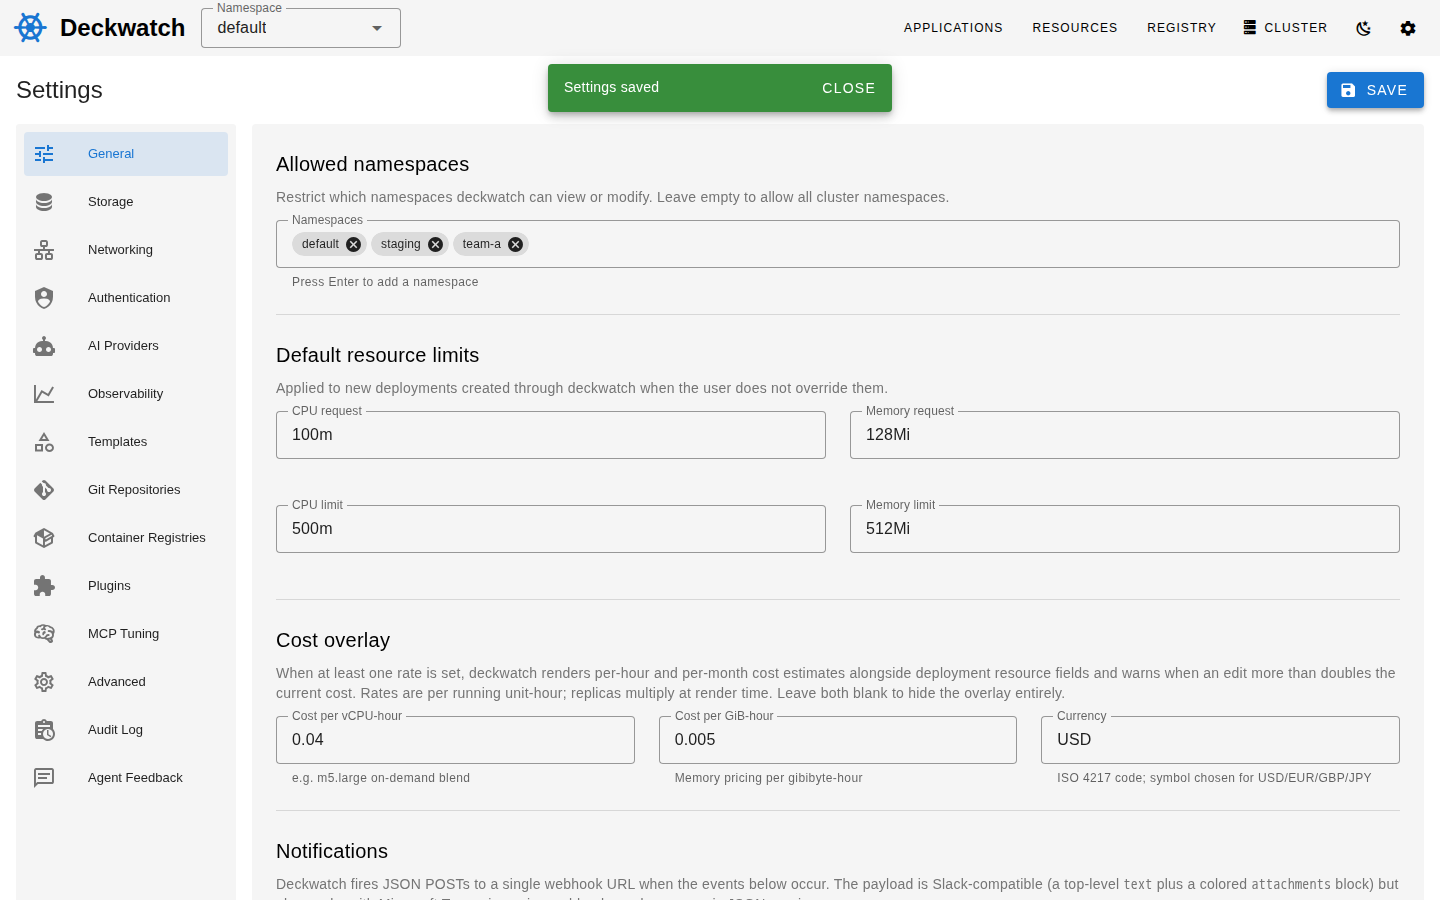 Deckwatch
Namespace
default
APPLICATIONS
RESOURCES
REGISTRY
CLUSTER
Settings
Settings saved
CLOSE
SAVE
General
Storage
Networking
Authentication
AI Providers
Observability
Templates
Git Repositories
Container Registries
Plugins
MCP Tuning
Advanced
Audit Log
Agent Feedback
Allowed namespaces
Restrict which namespaces deckwatch can view or modify. Leave empty to allow all cluster namespaces.
Namespaces
default
staging
team-a
Press Enter to add a namespace
Default resource limits
Applied to new deployments created through deckwatch when the user does not override them.
CPU request
100m
Memory request
128Mi
CPU limit
500m
Memory limit
512Mi
Cost overlay
When at least one rate is set, deckwatch renders per-hour and per-month cost estimates alongside deployment resource fields and warns when an edit more than doubles the
current cost. Rates are per running unit-hour; replicas multiply at render time. Leave both blank to hide the overlay entirely.
Cost per vCPU-hour
0.04
e.g. m5.large on-demand blend
Cost per GiB-hour
0.005
Memory pricing per gibibyte-hour
Currency
USD
ISO 4217 code; symbol chosen for USD/EUR/GBP/JPY
Notifications
Deckwatch fires JSON POSTs to a single webhook URL when the events below occur. The payload is Slack-compatible (a top-level text plus a colored attachments block) but